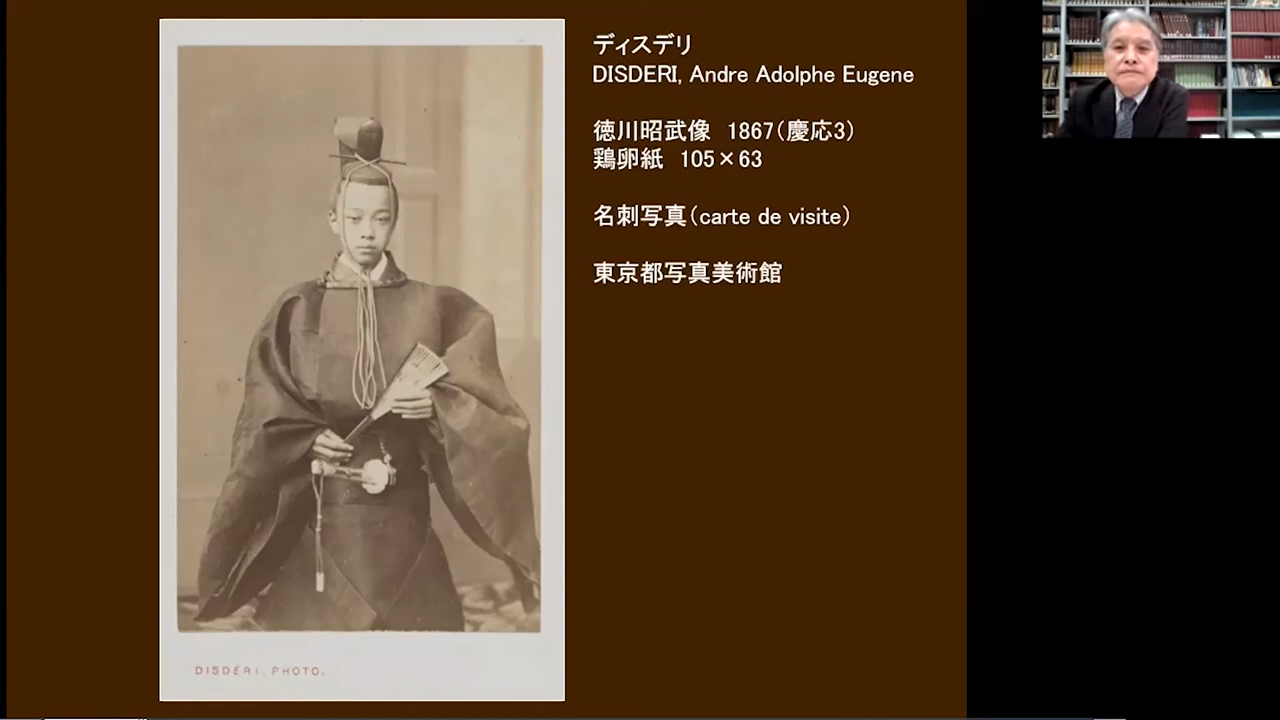 ディスデリ
DISDERI, Andre Adolphe Eugene
徳川昭武像 1867（慶応3）
鶏卵紙 105×63
名刺写真（carte de visite）
東京都写真美術館
DISDÉRI. PHOTO.